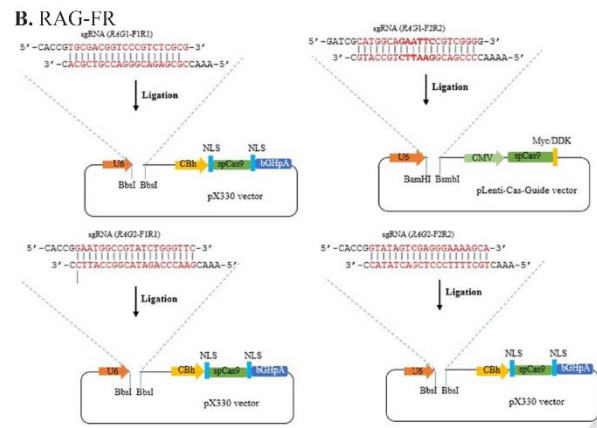 B. RAG-FR
sgRNA (RAG1-F1R1)
5'-CACCGTGCGACGGTCCCGTCTCGCG-3'
3'-ACGCTGCCAGGGCAGAGCGCCAAA-5'
Ligation
NLS NLS
U6 CBh spCas9 bGHpA
BbsI BbsI
pX330 vector
sgRNA (RAG1-F2R2)
5'-GATCGCATGGCAGAATTCCGTCGGGG-3'
3'-CGTACCGTCTTAAGGCAGCCCCAAAA-5'
Ligation
Myc/DDK
U6 CMV spCas9
BamHI BsmbI
pLenti-Cas-Guide vector
sgRNA (RAG2-F1R1)
5'-CACCGGAATGGCCGTATCTGGGTTC-3'
3'-CCTTACCGGCATAGACCCAAGCAAA-5'
Ligation
NLS NLS
U6 CBh spCas9 bGHpA
BbsI BbsI
pX330 vector
sgRNA (RAG2-F2R2)
5'-CACCGGTATAGTCGAGGGAAAAGCA-3'
3'-CCATATCAGCTCCCTTTTCGTCAAA-5'
Ligation
NLS NLS
U6 CBh spCas9 bGHpA
BbsI BbsI
pX330 vector